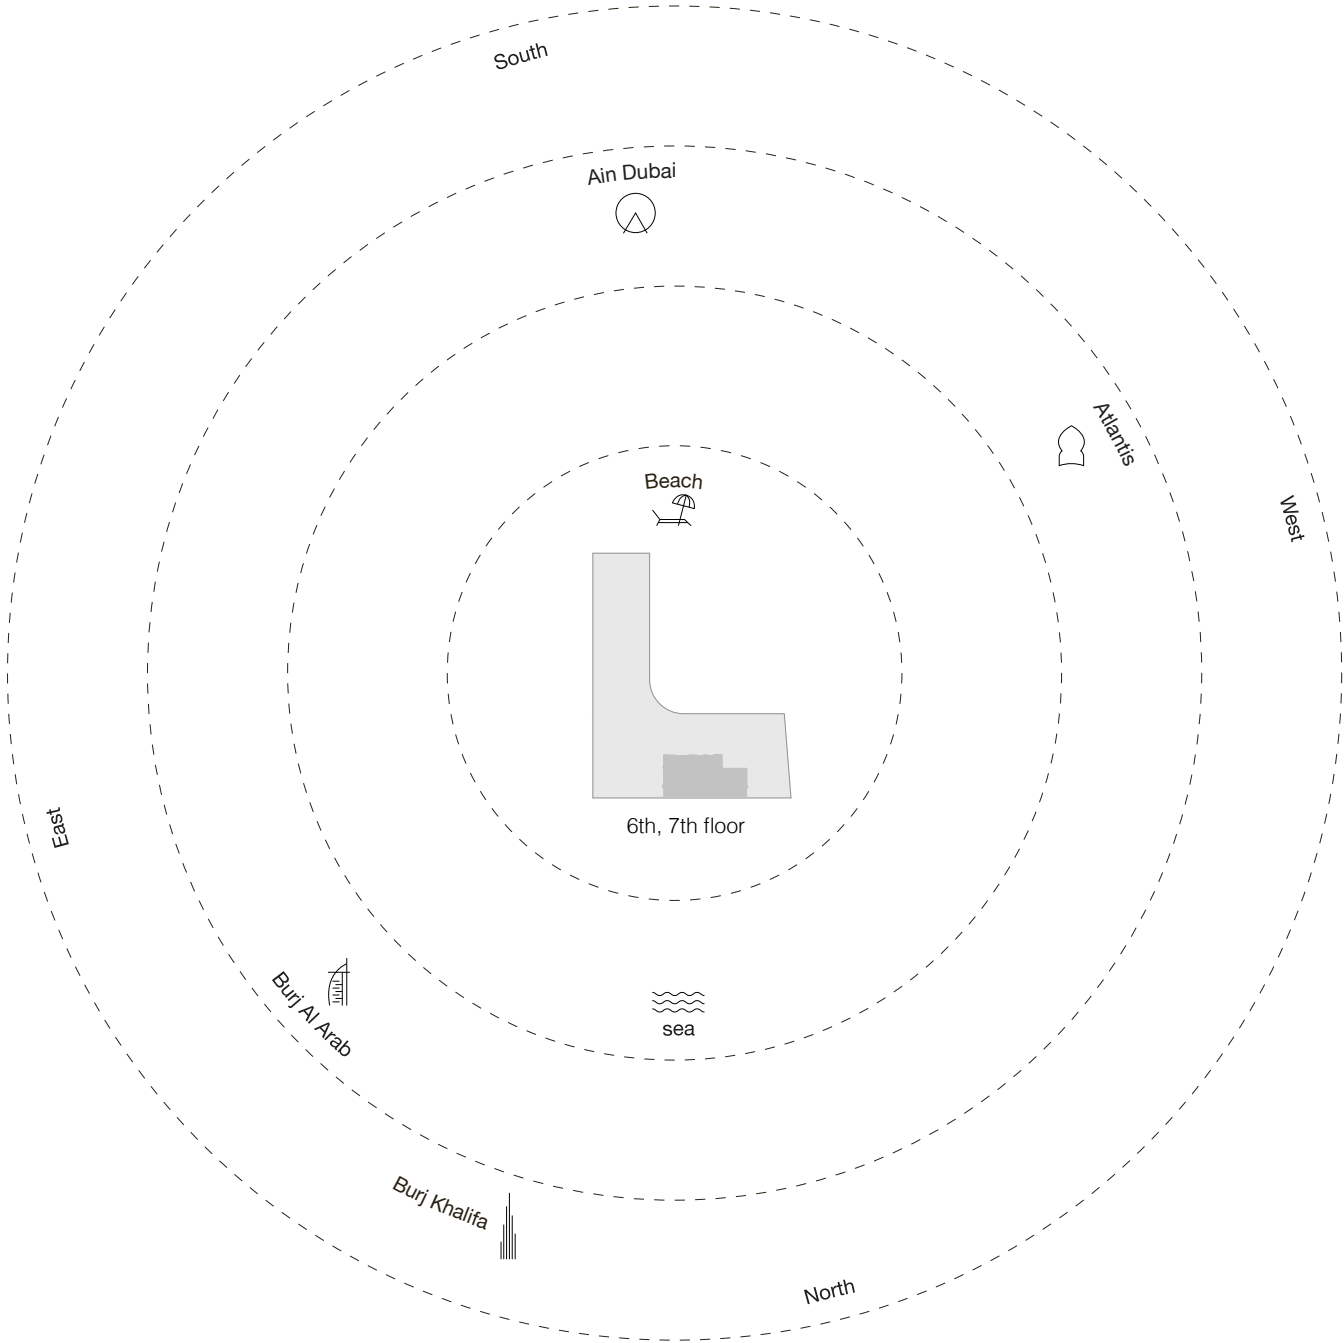 South
Ain Dubai
Atlantis
Beach
West
East
6th, 7th floor
Burj Al Arab
sea
Burj Khalifa
North